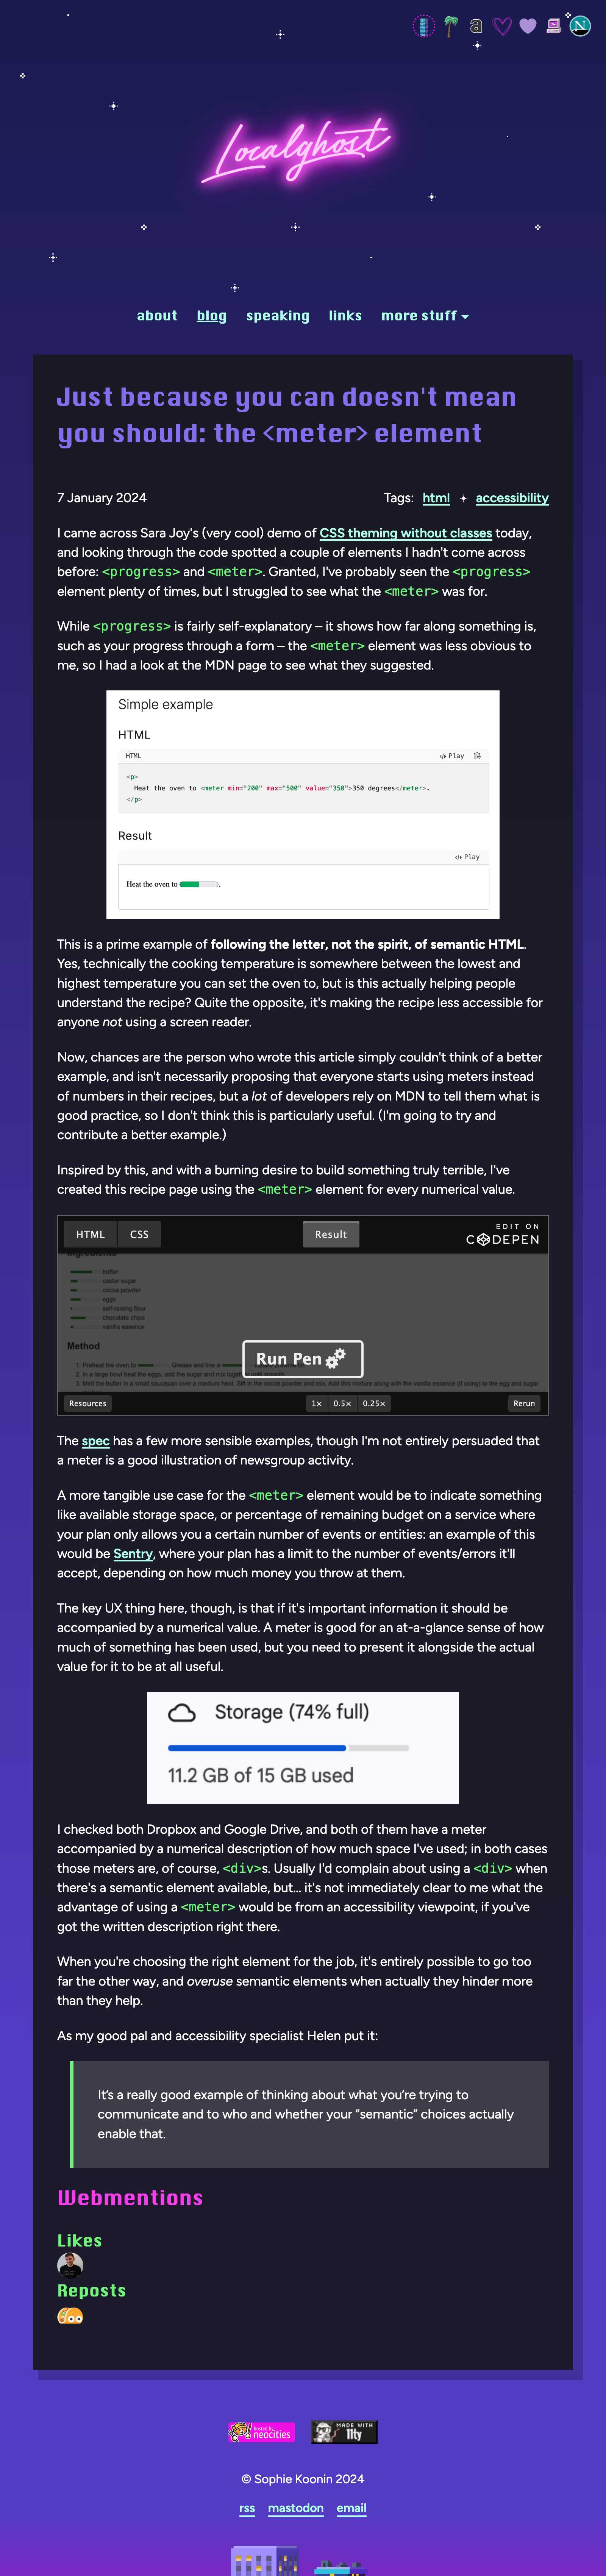 a
N
Localghost
about blog speaking links more stuff
Just because you can doesn't mean
you should: the <meter> element
7 January 2024 Tags: html accessibility
I came across Sara Joy's (very cool) demo of CSS theming without classes today,
and looking through the code spotted a couple of elements I hadn't come across
before: <progress> and <meter>. Granted, I've probably seen the <progress>
element plenty of times, but I struggled to see what the <meter> was for.
While <progress> is fairly self-explanatory – it shows how far along something is,
such as your progress through a form – the <meter> element was less obvious to
me, so I had a look at the MDN page to see what they suggested.
Simple example
HTML
HTML Play
<p>
Heat the oven to <meter min="200" max="500" value="350">350 degrees</meter>.
</p>
Result
Play
Heat the oven to .
This is a prime example of following the letter, not the spirit, of semantic HTML.
Yes, technically the cooking temperature is somewhere between the lowest and
highest temperature you can set the oven to, but is this actually helping people
understand the recipe? Quite the opposite, it's making the recipe less accessible for
anyone not using a screen reader.
Now, chances are the person who wrote this article simply couldn't think of a better
example, and isn't necessarily proposing that everyone starts using meters instead
of numbers in their recipes, but a lot of developers rely on MDN to tell them what is
good practice, so I don't think this is particularly useful. (I'm going to try and
contribute a better example.)
Inspired by this, and with a burning desire to build something truly terrible, I've
created this recipe page using the <meter> element for every numerical value.
HTML CSS Result EDIT ON
CODEPEN
Ingredients
butter
caster sugar
cocoa powder
eggs
self-raising flour
chocolate chips
vanilla essence
Method
1. Preheat the oven to . Grease and line a
2. In a large bowl beat the eggs, add the sugar and mix
3. Melt the butter in a small saucepan over a medium heat. Sift in the cocoa powder and mix. Add this mixture along with the vanilla essence (if using) to the egg and sugar
Run Pen
Resources 1× 0.5× 0.25× Rerun
The spec has a few more sensible examples, though I'm not entirely persuaded that
a meter is a good illustration of newsgroup activity.
A more tangible use case for the <meter> element would be to indicate something
like available storage space, or percentage of remaining budget on a service where
your plan only allows you a certain number of events or entities: an example of this
would be Sentry, where your plan has a limit to the number of events/errors it'll
accept, depending on how much money you throw at them.
The key UX thing here, though, is that if it's important information it should be
accompanied by a numerical value. A meter is good for an at-a-glance sense of how
much of something has been used, but you need to present it alongside the actual
value for it to be at all useful.
Storage (74% full)
11.2 GB of 15 GB used
I checked both Dropbox and Google Drive, and both of them have a meter
accompanied by a numerical description of how much space I've used; in both cases
those meters are, of course, <div>s. Usually I'd complain about using a <div> when
there's a semantic element available, but... it's not immediately clear to me what the
advantage of using a <meter> would be from an accessibility viewpoint, if you've
got the written description right there.
When you're choosing the right element for the job, it's entirely possible to go too
far the other way, and overuse semantic elements when actually they hinder more
than they help.
As my good pal and accessibility specialist Helen put it:
It's a really good example of thinking about what you're trying to
communicate and to who and whether your “semantic” choices actually
enable that.
Webmentions
Likes
Reposts
hosted by
neocities
MADE WITH
11ty
© Sophie Koonin 2024
rss mastodon email